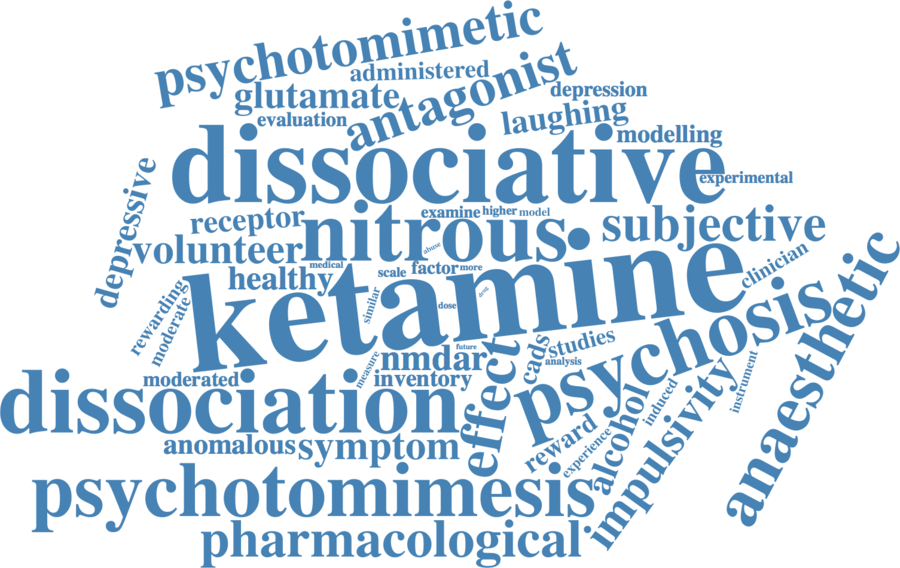 psychotomimetic
administered
glutamate
antagonist
depression
evaluation
laughing
modelling
dissociative
experimental
depressive
receptor
nitrous
examine
higher
model
subjective
volunteer
abuse
clinician
anaesthetic
medical
healthy
scale
factor
more
ketamine
rewarding
moderate
similar
dose
drug
psychosis
future
nmdar
effect
cads
studies
analysis
measure
moderated
inventory
instrument
dissociation
impulsivity
induced
alcohol
reward
experience
anomalous
symptom
psychotomimesis
pharmacological